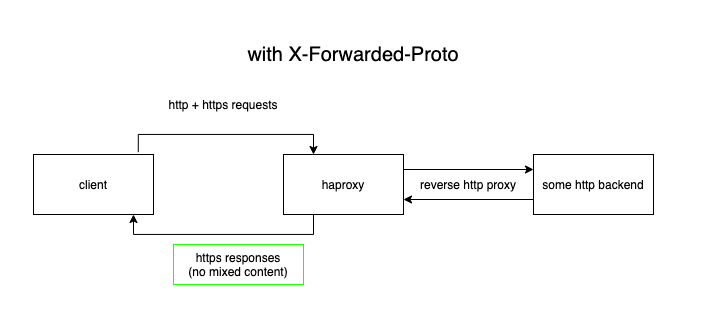 with X-Forwarded-Proto
http + https requests
client
haproxy
reverse http proxy
some http backend
https responses
(no mixed content)